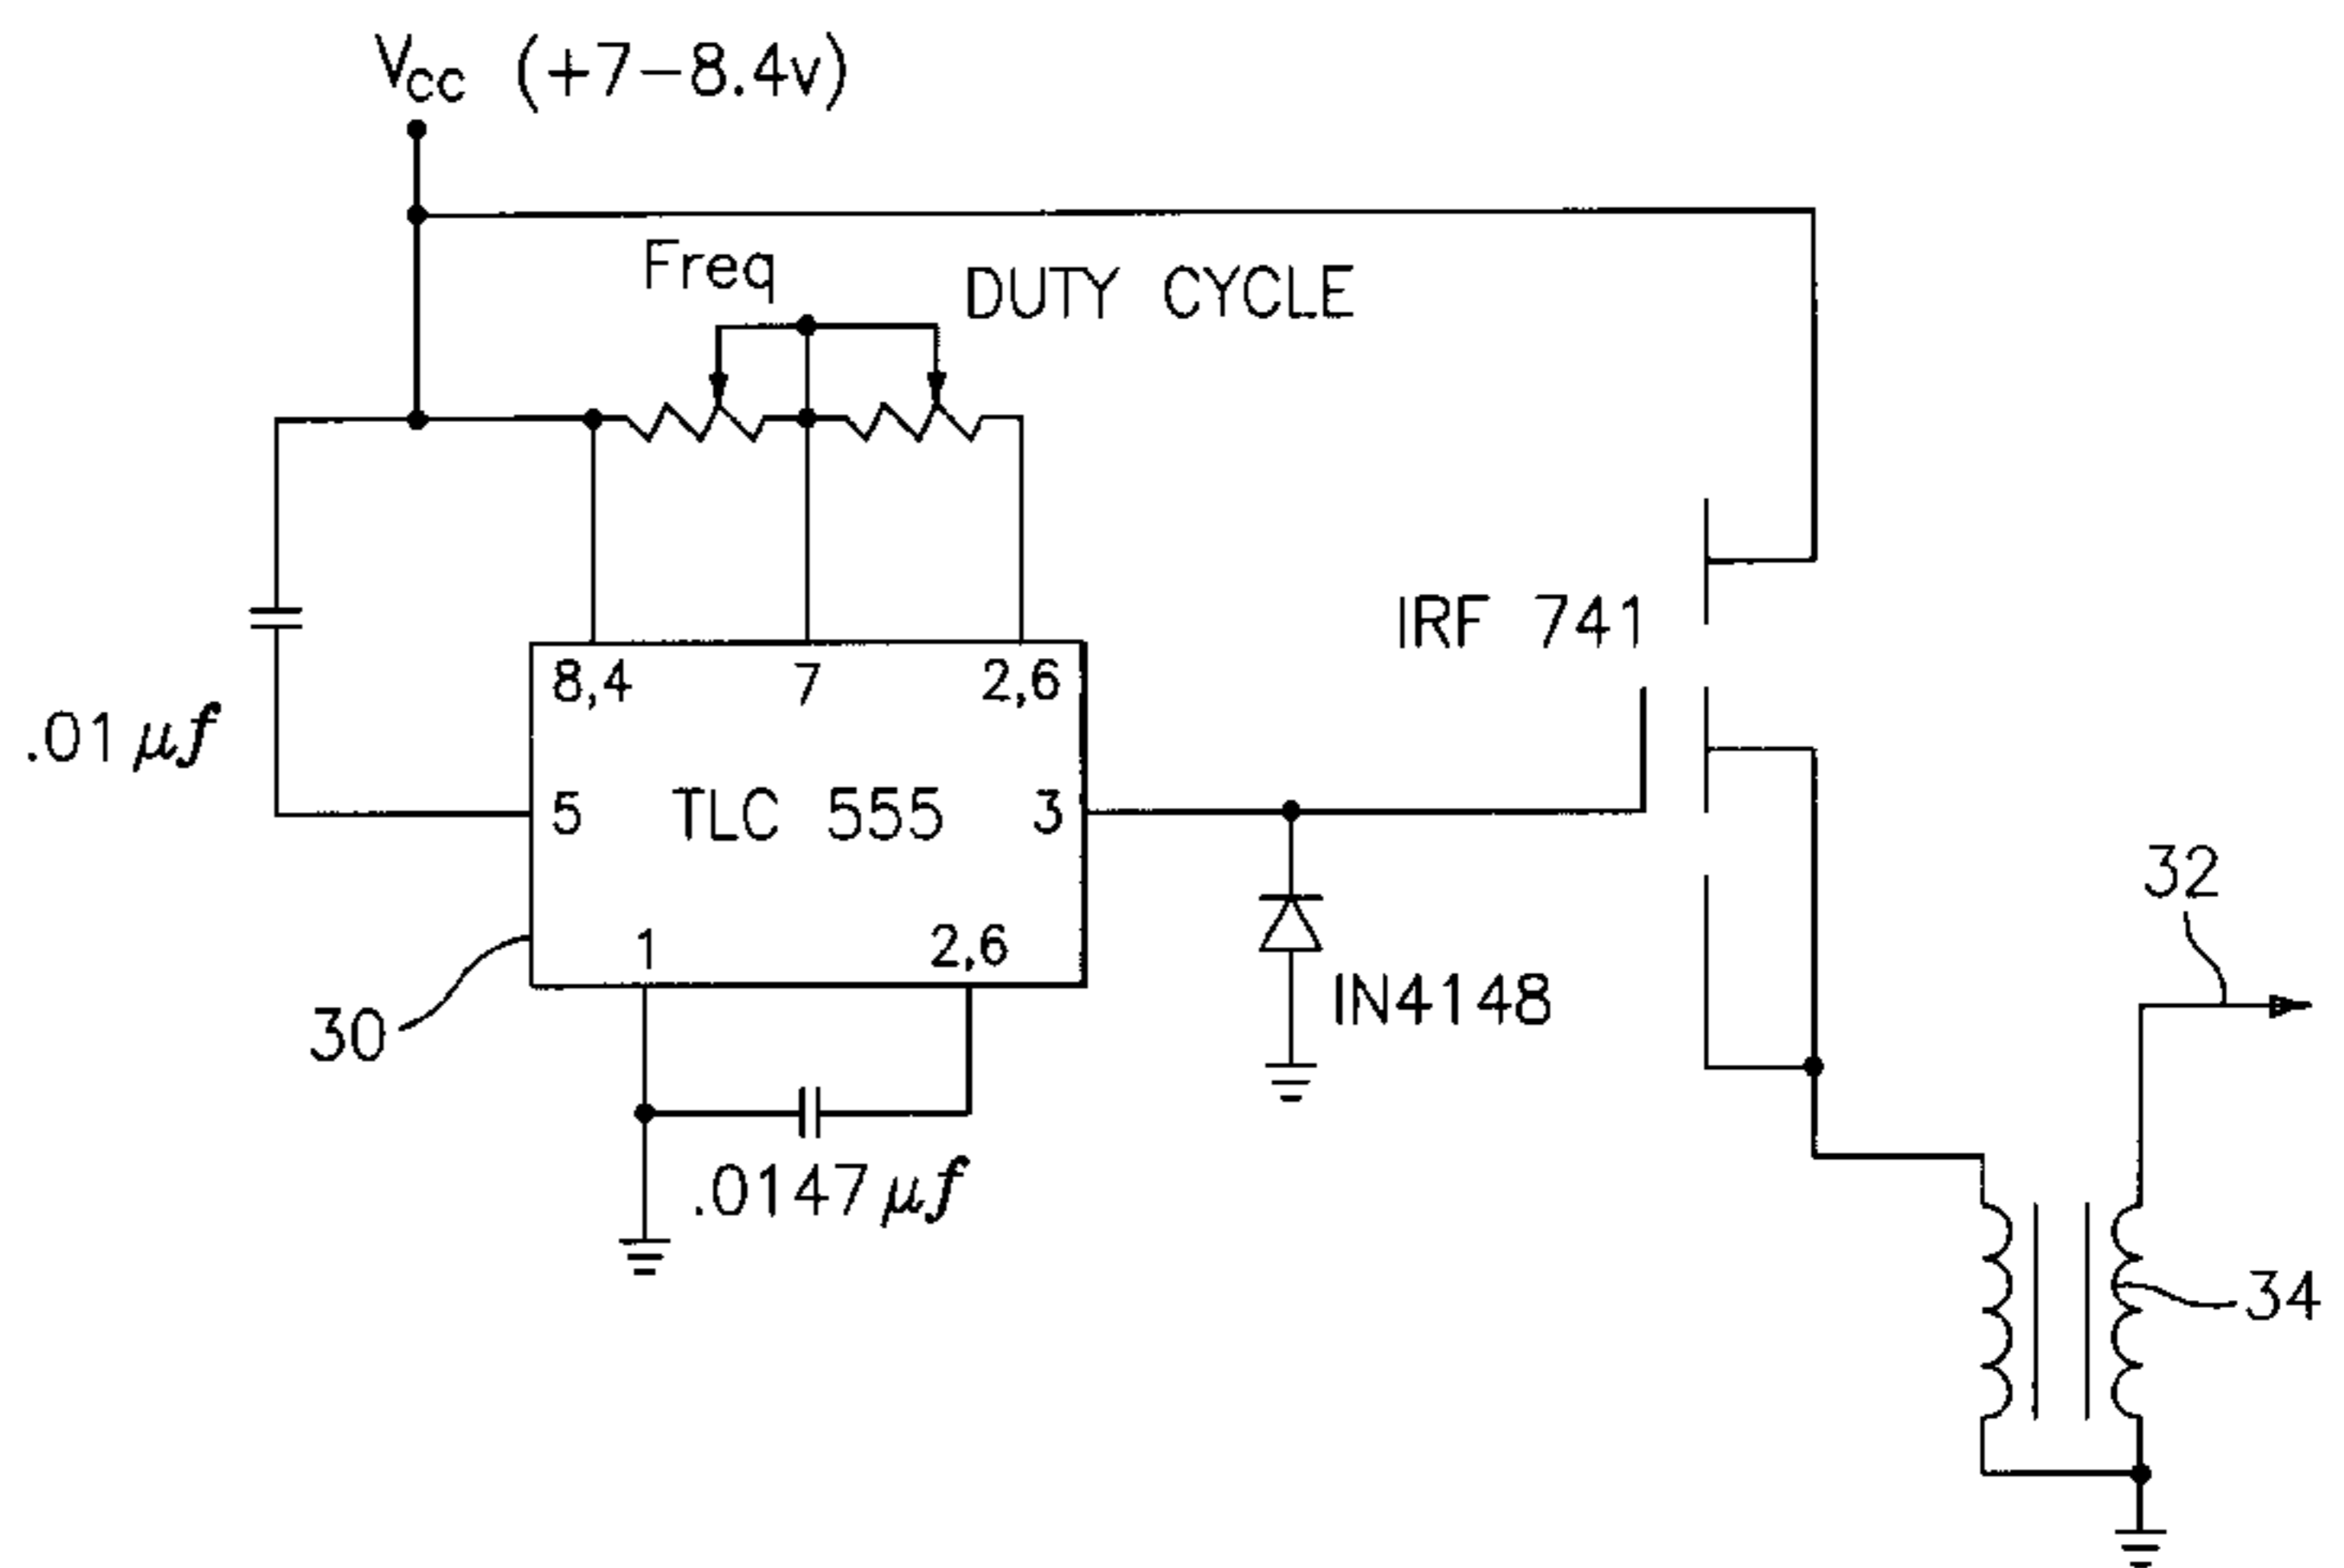 Vcc (+7-8.4v)
Freq
DUTY CYCLE
IRF 741
8,4 7 2,6
.01 μf
5 TLC 555 3
32
1 2,6
30
IN4148
.0147 μf
34